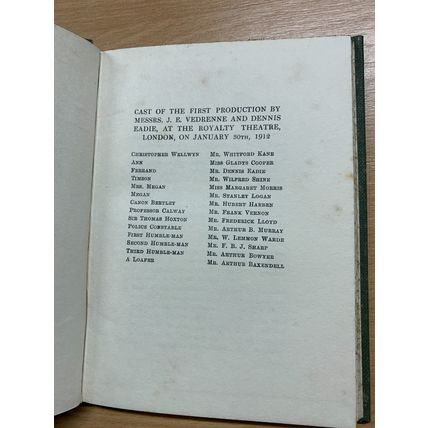 CAST OF THE FIRST PRODUCTION BY
MESSRS. J. E. VEDRENNE AND DENNIS
EADIE, AT THE ROYALTY THEATRE,
LONDON, ON JANUARY 30TH, 1912
CHRISTOPHER WELLWYN MR. WHITFORD KANE
ANN MISS GLADYS COOPER
FERRAND MR. DENNIS EADIE
TIMSON MR. WILFRED SHINE
MRS. MEGAN MISS MARGARET MORRIS
MEGAN MR. STANLEY LOGAN
CANON BERTLEY MR. HUBERT HARBEN
PROFESSOR CALWAY MR. FRANK VERNON
SIR THOMAS HOXTON MR. FREDERICK LLOYD
POLICE CONSTABLE MR. ARTHUR B. MURRAY
FIRST HUMBLE-MAN MR. W. LEMMON WARDE
SECOND HUMBLE-MAN MR. F. B. J. SHARP
THIRD HUMBLE-MAN MR. ARTHUR BOWYER
A LOAFER MR. ARTHUR BAXENDELL